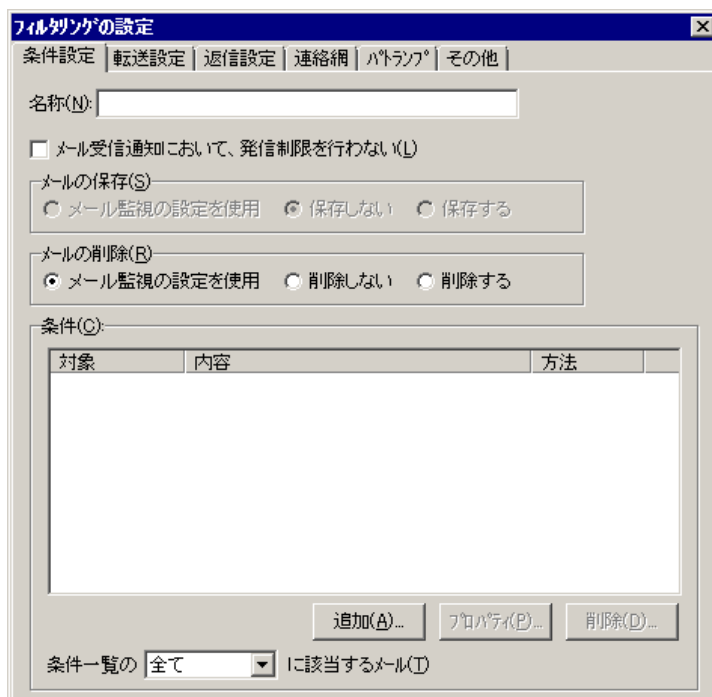 フィルタリングの設定
条件設定 転送設定 返信設定 連絡網 パトランプ その他
名称(N):
メール受信通知において、発信制限を行わない(L)
メールの保存(S)
メール監視の設定を使用 保存しない 保存する
メールの削除(R)
メール監視の設定を使用 削除しない 削除する
条件(C):
対象 内容 方法
追加(A)... プロパティ(P)... 削除(D)...
条件一覧の 全て に該当するメール(T)